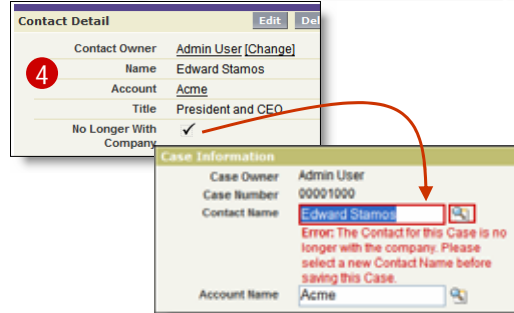 Contact Detail
Edit Del
4
Contact Owner Admin User [Change]
Name Edward Stamos
Account Acme
Title President and CEO
No Longer With
Company
Case Information
Case Owner Admin User
Case Number 00001000
Contact Name Edward Stamos
Error: The Contact for this Case is no
longer with the company. Please
select a new Contact Name before
saving this Case.
Account Name Acme